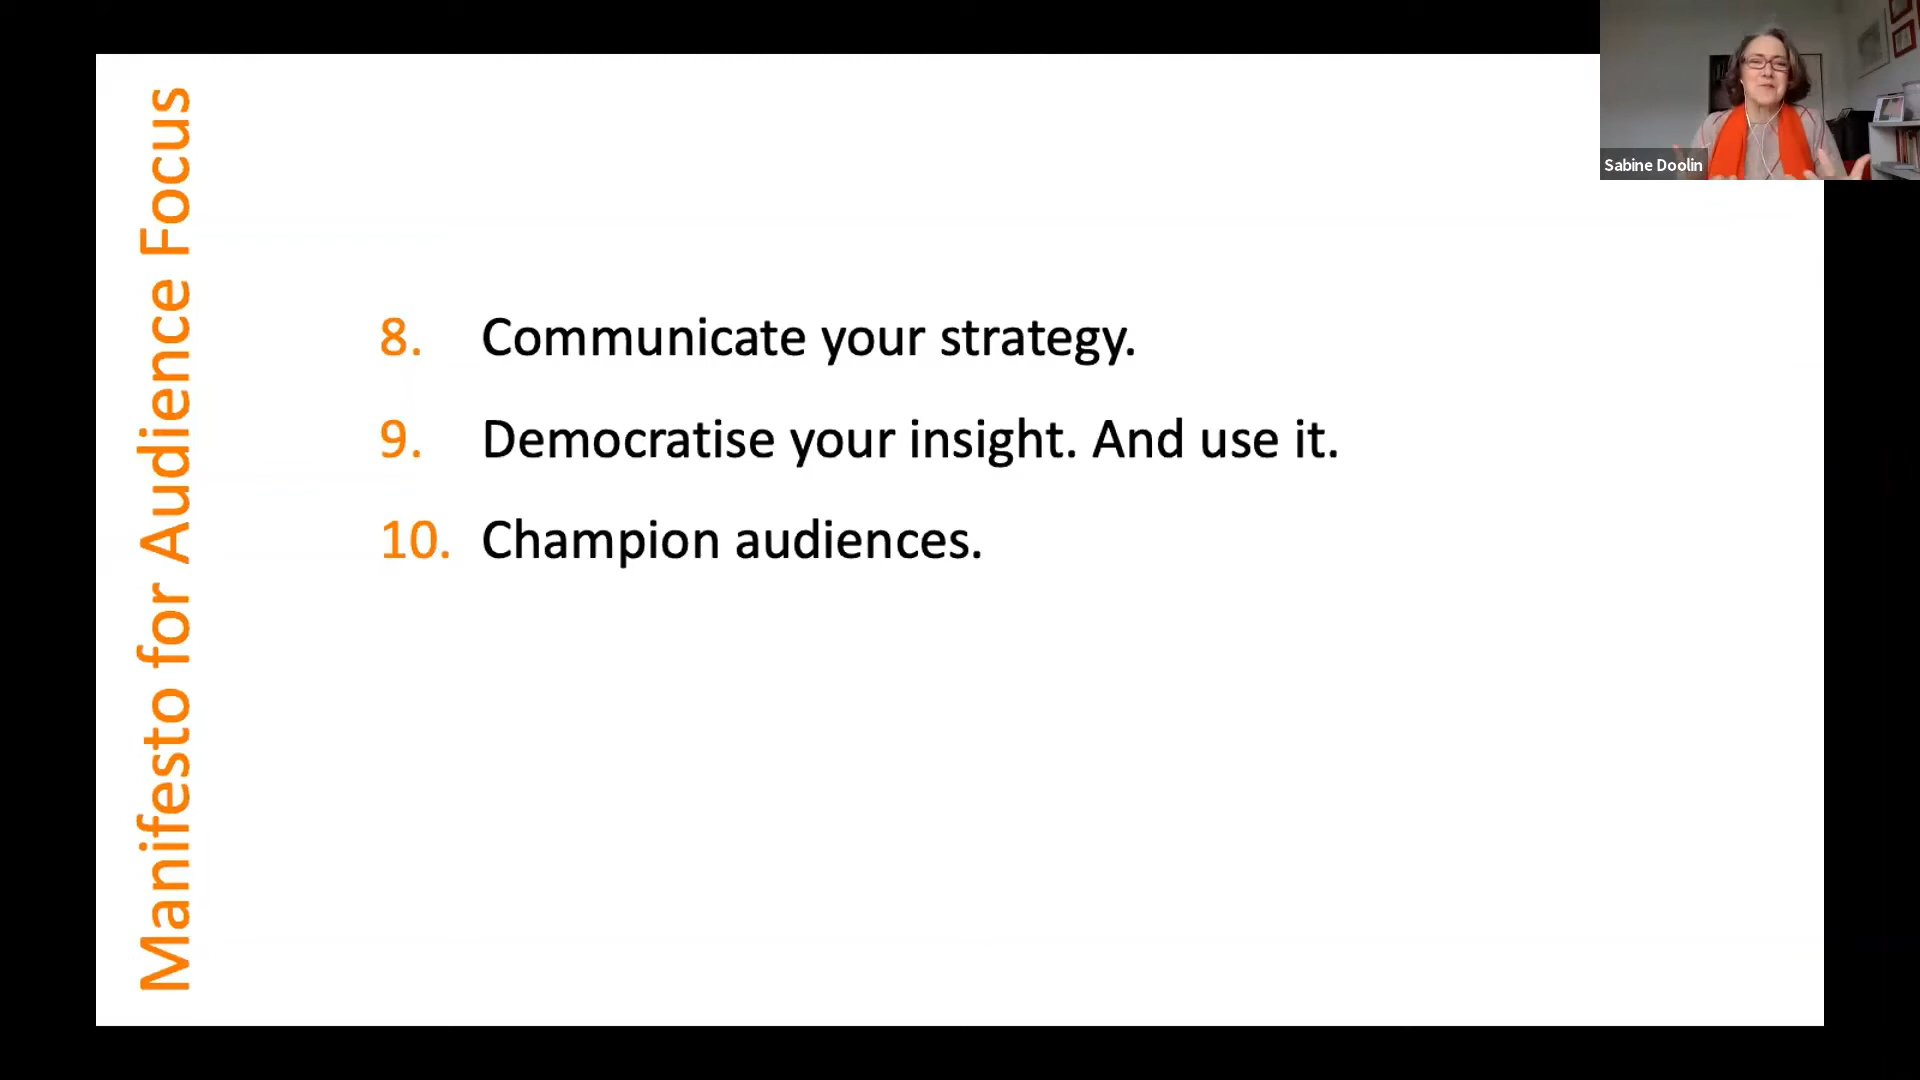 Manifesto for Audience Focus
8. Communicate your strategy.
9. Democratise your insight. And use it.
10. Champion audiences.
Sabine Doolin